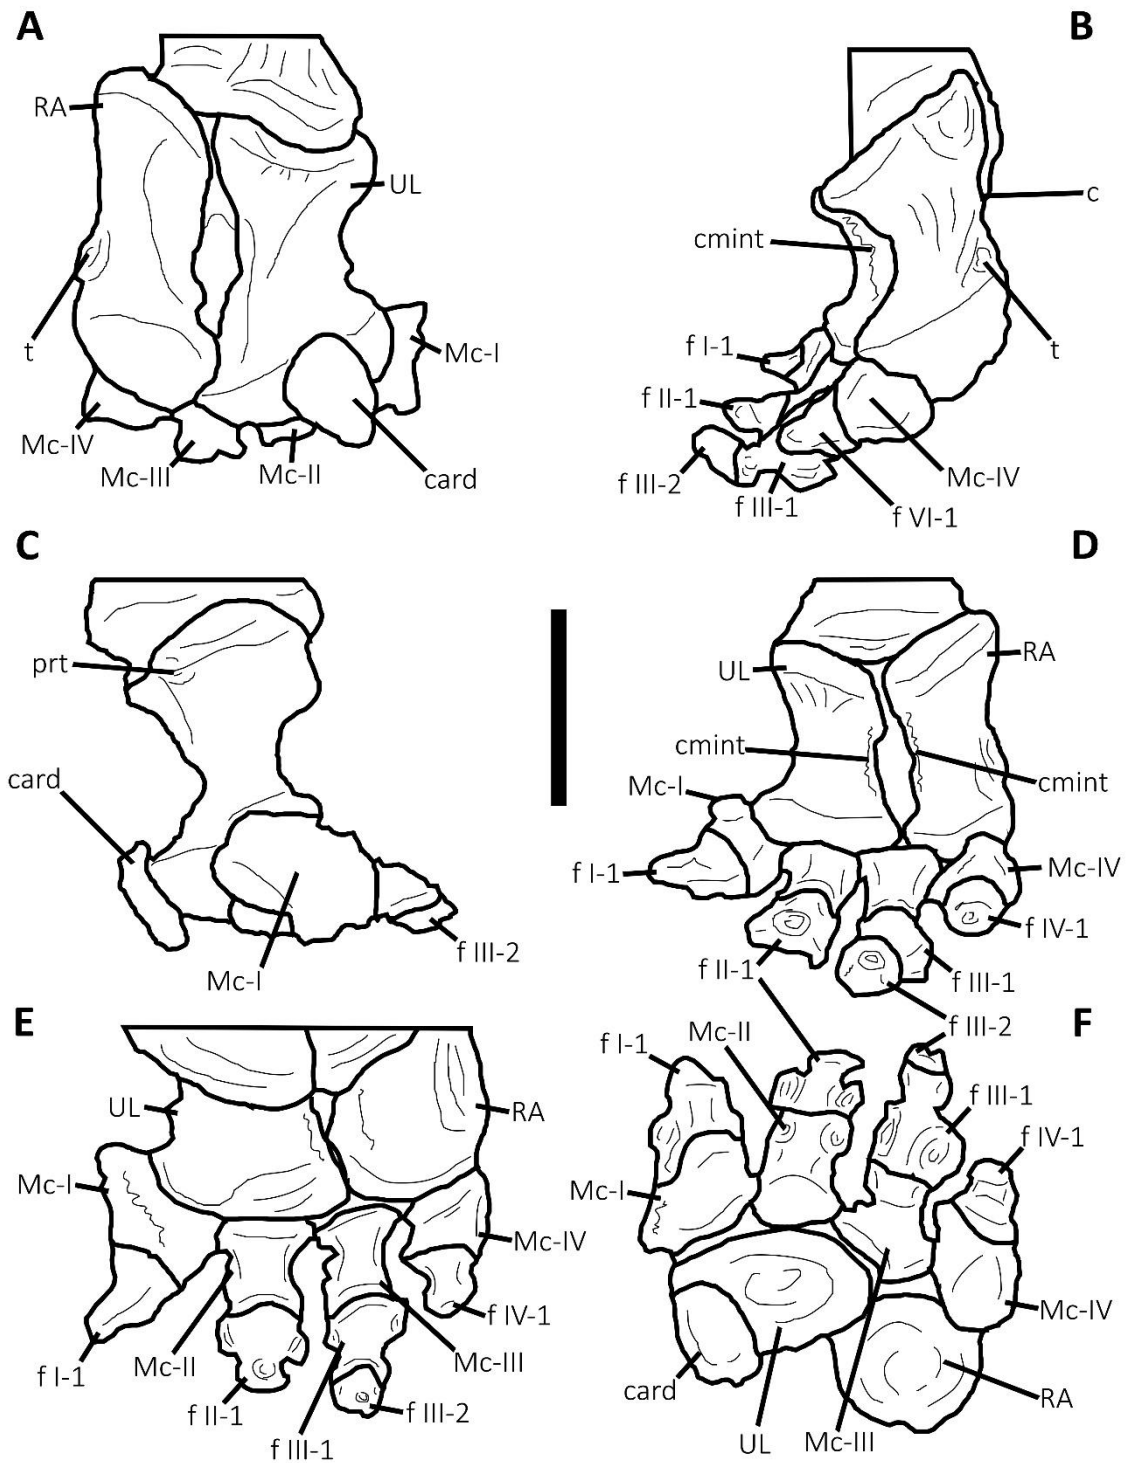 A
RA
UL
t
Mc-I
Mc-IV
Mc-III
Mc-II
card
B
c
cmint
t
f I-1
f II-1
f III-2
f III-1
Mc-IV
f VI-1
C
prt
card
Mc-I
f III-2
D
UL
RA
cmint
cmint
Mc-I
f I-1
Mc-IV
f IV-1
f II-1
f III-1
f III-2
E
UL
RA
Mc-I
Mc-IV
f IV-1
Mc-II
Mc-III
f I-1
f II-1
f III-2
f III-1
F
Mc-II
f I-1
f III-1
f IV-1
Mc-I
Mc-IV
card
RA
UL
Mc-III